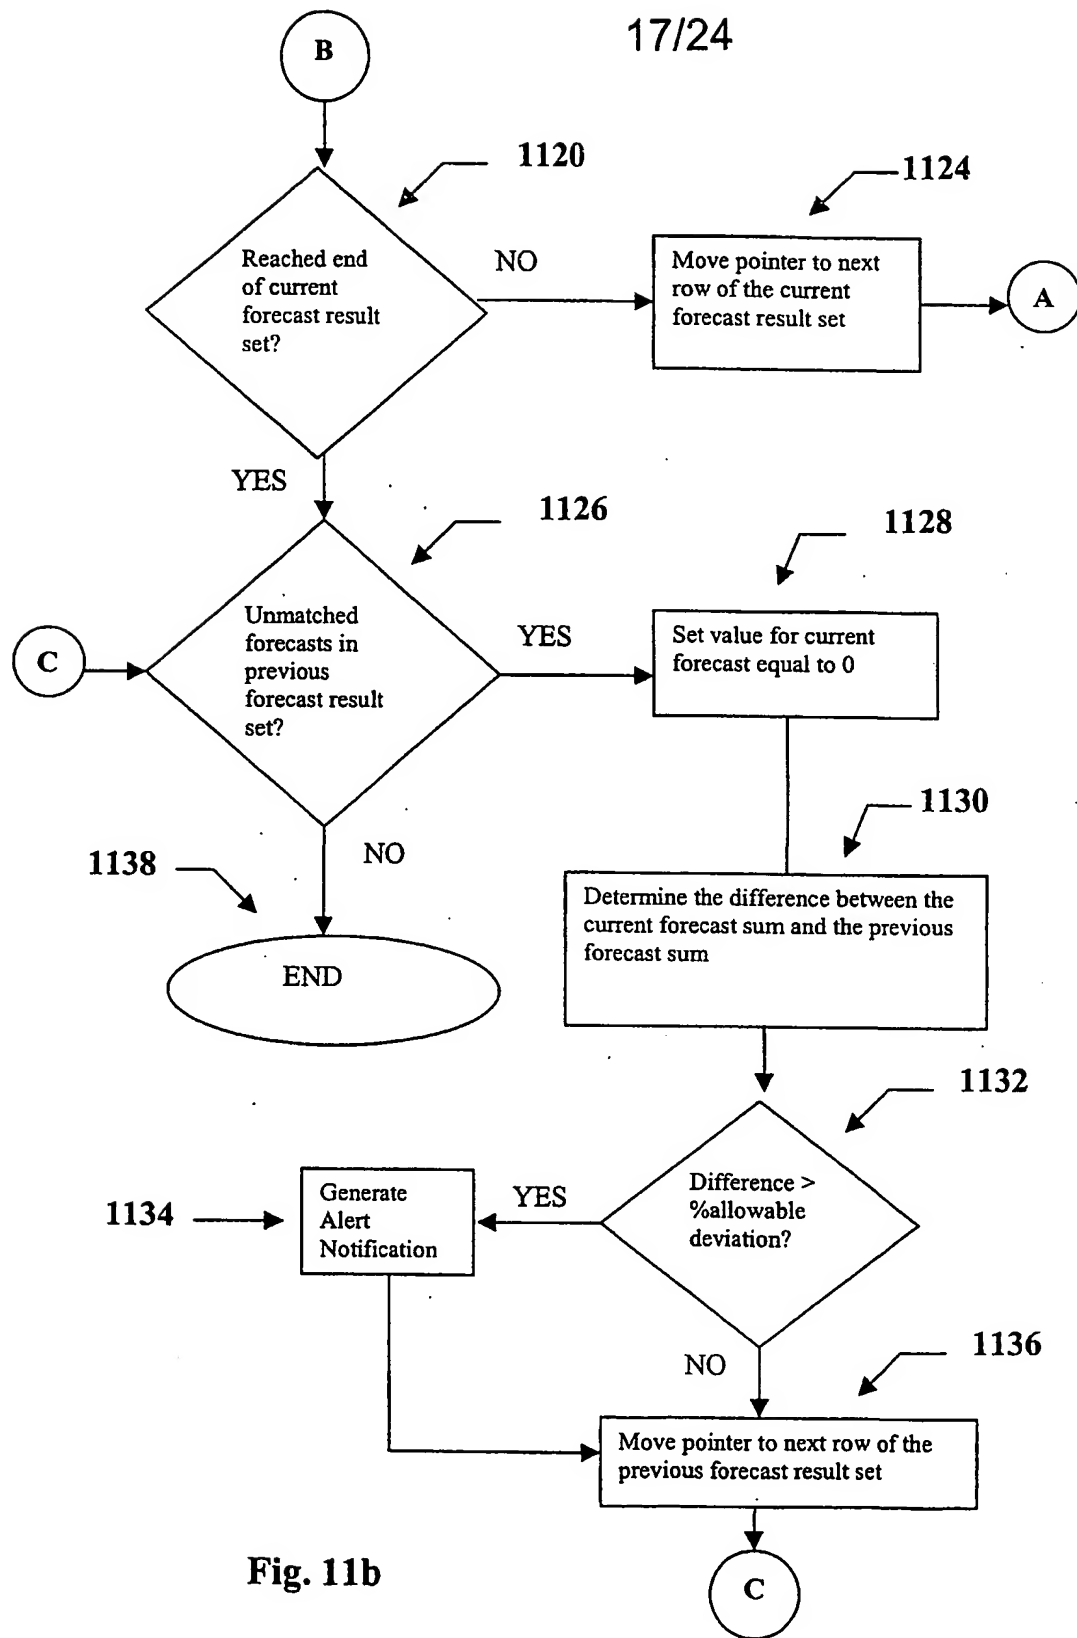 17/24
B
1120
1124
Reached end
of current
forecast result
set?
NO
Move pointer to next
row of the current
forecast result set
A
YES
1126
1128
C
Unmatched
forecasts in
previous
forecast result
set?
YES
Set value for current
forecast equal to 0
1130
NO
1138
Determine the difference between the
current forecast sum and the previous
forecast sum
END
1132
1134
Generate
Alert
Notification
YES
Difference >
%allowable
deviation?
NO
1136
Move pointer to next row of the
previous forecast result set
Fig. 11b
C